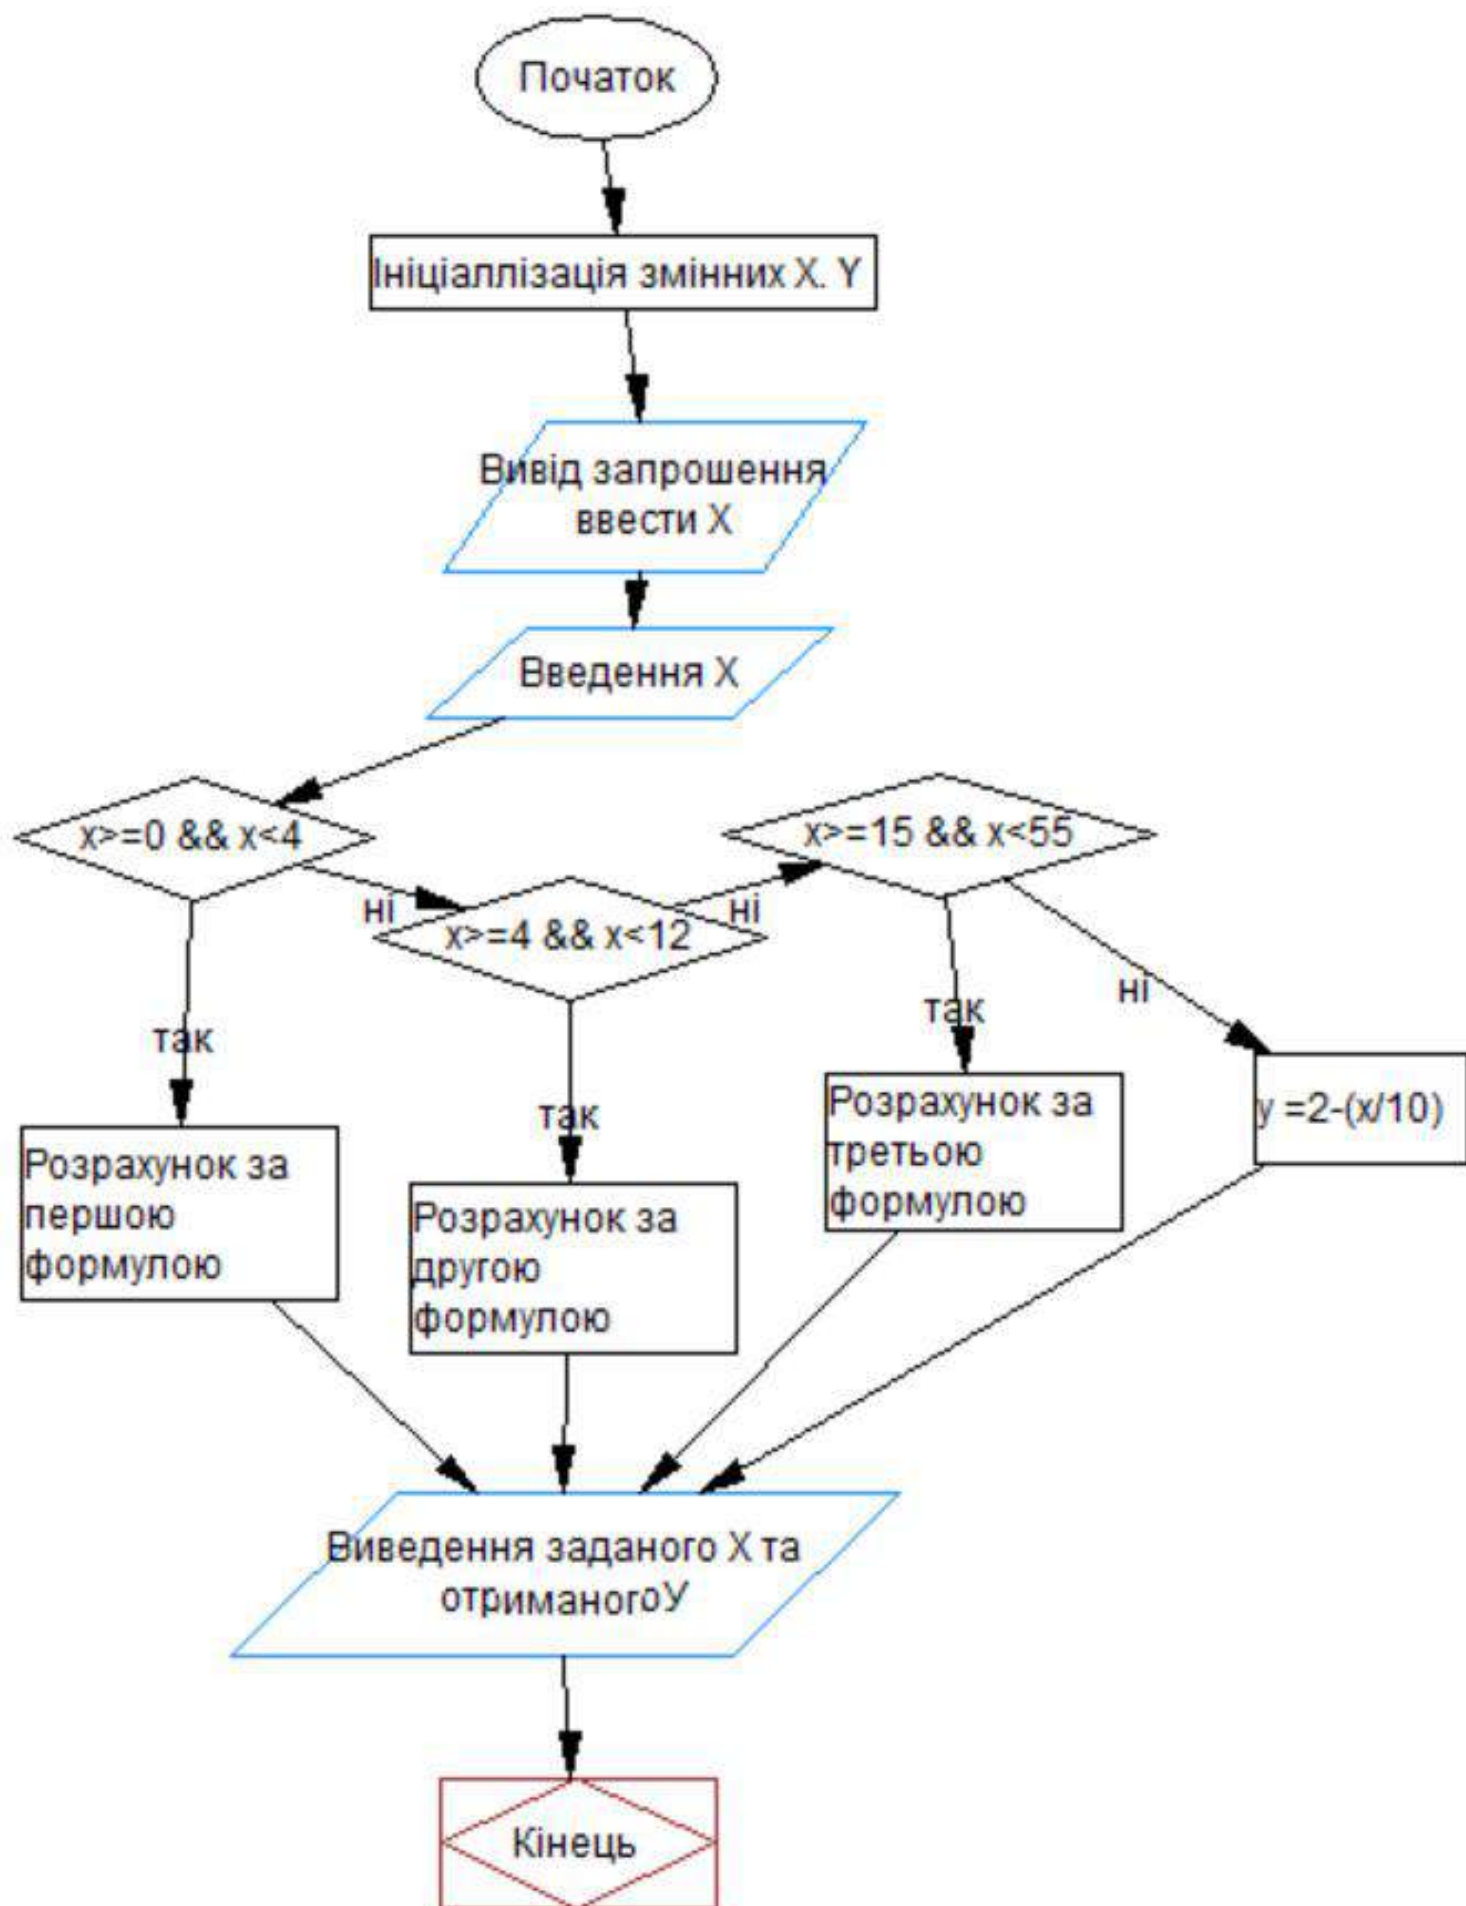 Початок
Ініціаллізація змінних X. Y
Вивід запрошення
ввести X
Введення X
x>=0 && x<4
x>=15 && x<55
ні
x>=4 && x<12
ні
так
так
ні
так
Розрахунок за
першою
формулою
Розрахунок за
другою
формулою
Розрахунок за
третьою
формулою
y =2-(x/10)
Виведення заданого X та
отриманогоУ
Кінець